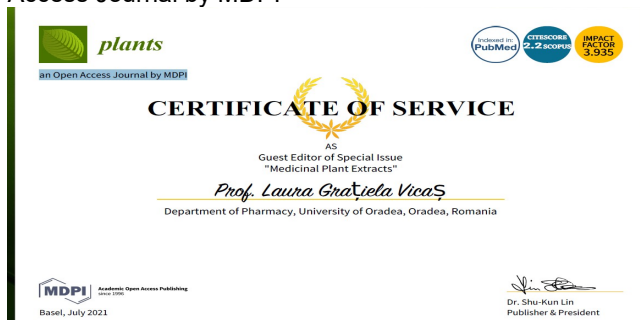 Access Journal by MDPI
plants
an Open Access Journal by MDPI
Indexed in:
PubMed
CITESCORE
2.2 SCOPUS
IMPACT
FACTOR
3.935
CERTIFICATE OF SERVICE
AS
Guest Editor of Special Issue
"Medicinal Plant Extracts"
Prof. Laura Grațiela Vicaș
Department of Pharmacy, University of Oradea, Oradea, Romania
MDPI
Academic Open Access Publishing
since 1996
Basel, July 2021
Dr. Shu-Kun Lin
Publisher & President